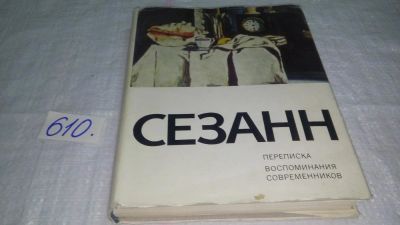 610.
СЕЗАНН
ПЕРЕПИСКА
ВОСПОМИНАНИЯ
СОВРЕМЕННИКОВ